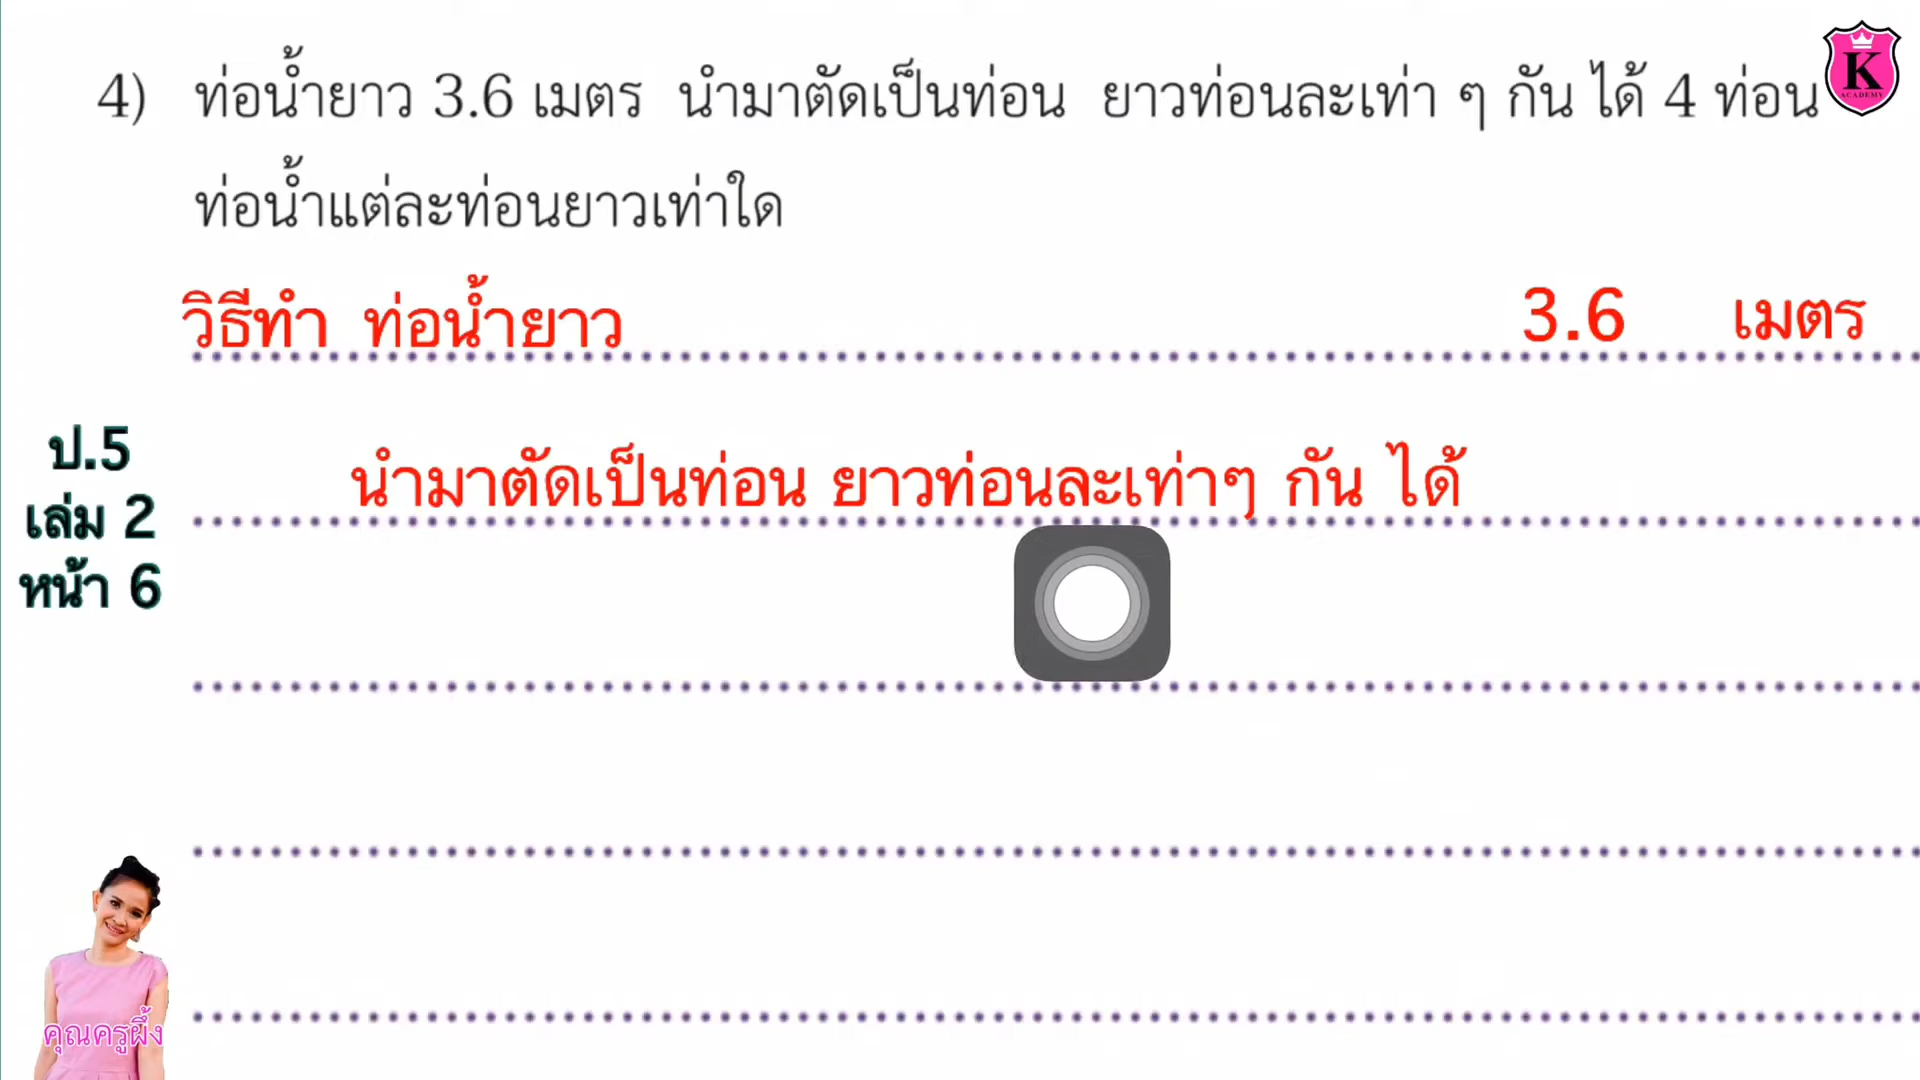 4) ท่อน้ำยาว 3.6 เมตร นำมาตัดเป็นท่อน ยาวท่อนละเท่า ๆ กัน ได้ 4 ท่อน
ท่อน้ำแต่ละท่อนยาวเท่าใด
วิธีทำ ท่อน้ำยาว 3.6 เมตร
นำมาตัดเป็นท่อน ยาวท่อนละเท่าๆ กัน ได้
ป.5
เล่ม 2
หน้า 6
คุณครูผึ้ง
K
ACADEMY